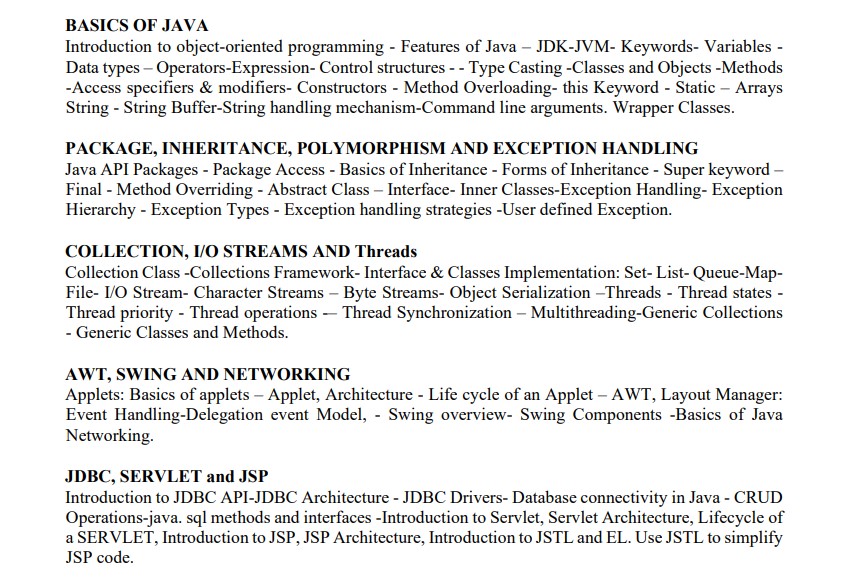 BASICS OF JAVA
Introduction to object-oriented programming - Features of Java – JDK-JVM- Keywords- Variables -
Data types – Operators-Expression- Control structures - - Type Casting -Classes and Objects -Methods
-Access specifiers & modifiers- Constructors - Method Overloading- this Keyword - Static – Arrays
String - String Buffer-String handling mechanism-Command line arguments. Wrapper Classes.
PACKAGE, INHERITANCE, POLYMORPHISM AND EXCEPTION HANDLING
Java API Packages - Package Access - Basics of Inheritance - Forms of Inheritance - Super keyword –
Final - Method Overriding - Abstract Class – Interface- Inner Classes-Exception Handling- Exception
Hierarchy - Exception Types - Exception handling strategies -User defined Exception.
COLLECTION, I/O STREAMS AND Threads
Collection Class -Collections Framework- Interface & Classes Implementation: Set- List- Queue-Map-
File- I/O Stream- Character Streams – Byte Streams- Object Serialization –Threads - Thread states -
Thread priority - Thread operations -– Thread Synchronization – Multithreading-Generic Collections
- Generic Classes and Methods.
AWT, SWING AND NETWORKING
Applets: Basics of applets – Applet, Architecture - Life cycle of an Applet – AWT, Layout Manager:
Event Handling-Delegation event Model, - Swing overview- Swing Components -Basics of Java
Networking.
JDBC, SERVLET and JSP
Introduction to JDBC API-JDBC Architecture - JDBC Drivers- Database connectivity in Java - CRUD
Operations-java. sql methods and interfaces -Introduction to Servlet, Servlet Architecture, Lifecycle of
a SERVLET, Introduction to JSP, JSP Architecture, Introduction to JSTL and EL. Use JSTL to simplify
JSP code.